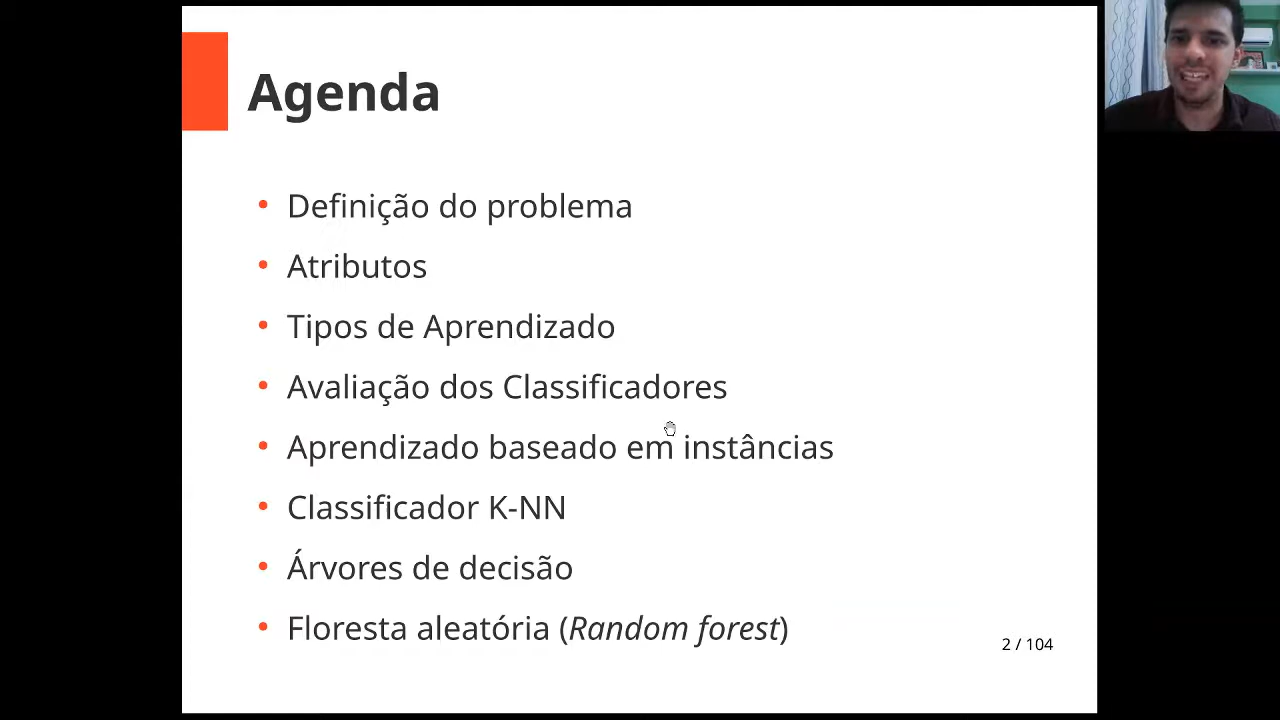 Agenda
• Definição do problema
• Atributos
• Tipos de Aprendizado
• Avaliação dos Classificadores
• Aprendizado baseado em instâncias
• Classificador K-NN
• Árvores de decisão
• Floresta aleatória (Random forest)
2 / 104